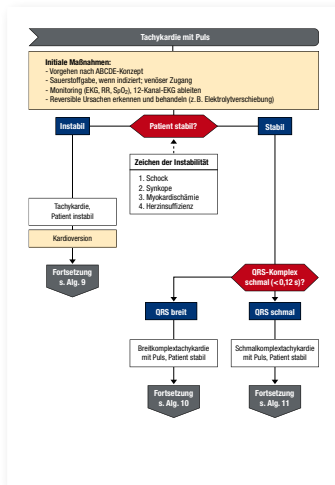 Tachykardie mit Puls
Initiale Maßnahmen:
- Vorgehen nach ABCDE-Konzept
- Sauerstoffgabe, wenn indiziert; venöser Zugang
- Monitoring (EKG, RR, SpO₂), 12-Kanal-EKG ableiten
- Reversible Ursachen erkennen und behandeln (z.B. Elektrolytverschiebung)
Instabil
Patient stabil?
Stabil
Zeichen der Instabilität
1. Schock
2. Synkope
3. Myokardischämie
4. Herzinsuffizienz
Tachykardie,
Patient instabil
Kardioversion
Fortsetzung
s. Alg. 9
QRS-Komplex
schmal (<0,12 s)?
QRS breit
QRS schmal
Breitkomplextachykardie
mit Puls, Patient stabil
Schmalkomplextachykardie
mit Puls, Patient stabil
Fortsetzung
s. Alg. 10
Fortsetzung
s. Alg. 11